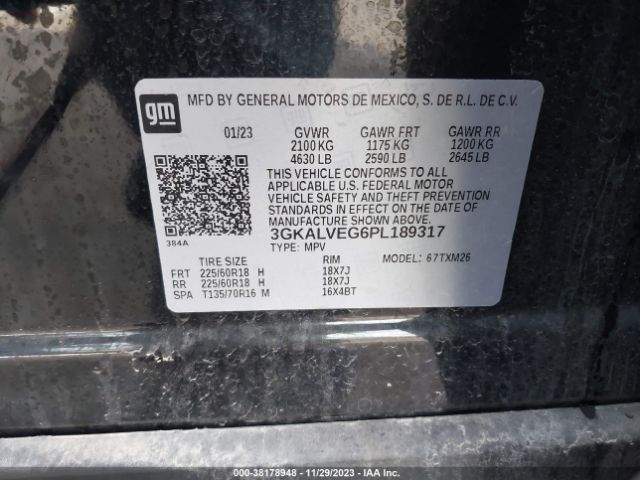 gm
MFD BY GENERAL MOTORS DE MEXICO, S. DE R.L. DE C.V.
01/23 GVWR GAWR FRT GAWR RR
2100 KG 1175 KG 1200 KG
4630 LB 2590 LB 2645 LB
THIS VEHICLE CONFORMS TO ALL
APPLICABLE U.S. FEDERAL MOTOR
VEHICLE SAFETY AND THEFT PREVENTION
STANDARDS IN EFFECT ON THE DATE OF
MANUFACTURE SHOWN ABOVE.
384A 3GKALVEG6PL189317
TYPE: MPV MODEL: 67TXM26
TIRE SIZE RIM
FRT 225/60R18 H 18X7J
RR 225/60R18 H 18X7J
SPA T135/70R16 M 16X4BT
000-38178948 - 11/29/2023 - IAA Inc.